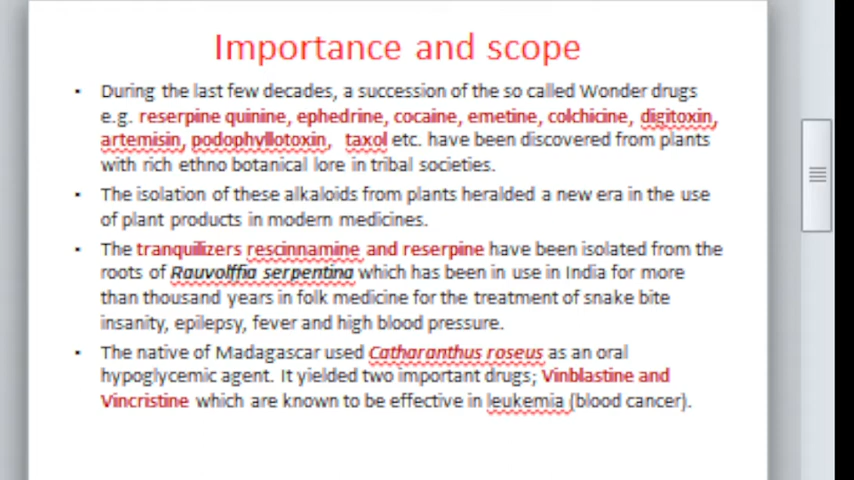 Importance and scope
• During the last few decades, a succession of the so called Wonder drugs
e.g. reserpine quinine, ephedrine, cocaine, emetine, colchicine, digitoxin,
artemisin, podophyllotoxin, taxol etc. have been discovered from plants
with rich ethno botanical lore in tribal societies.
• The isolation of these alkaloids from plants heralded a new era in the use
of plant products in modern medicines.
• The tranquilizers rescinnamine and reserpine have been isolated from the
roots of Rauvolffia serpentina which has been in use in India for more
than thousand years in folk medicine for the treatment of snake bite
insanity, epilepsy, fever and high blood pressure.
• The native of Madagascar used Catharanthus roseus as an oral
hypoglycemic agent. It yielded two important drugs; Vinblastine and
Vincristine which are known to be effective in leukemia (blood cancer).